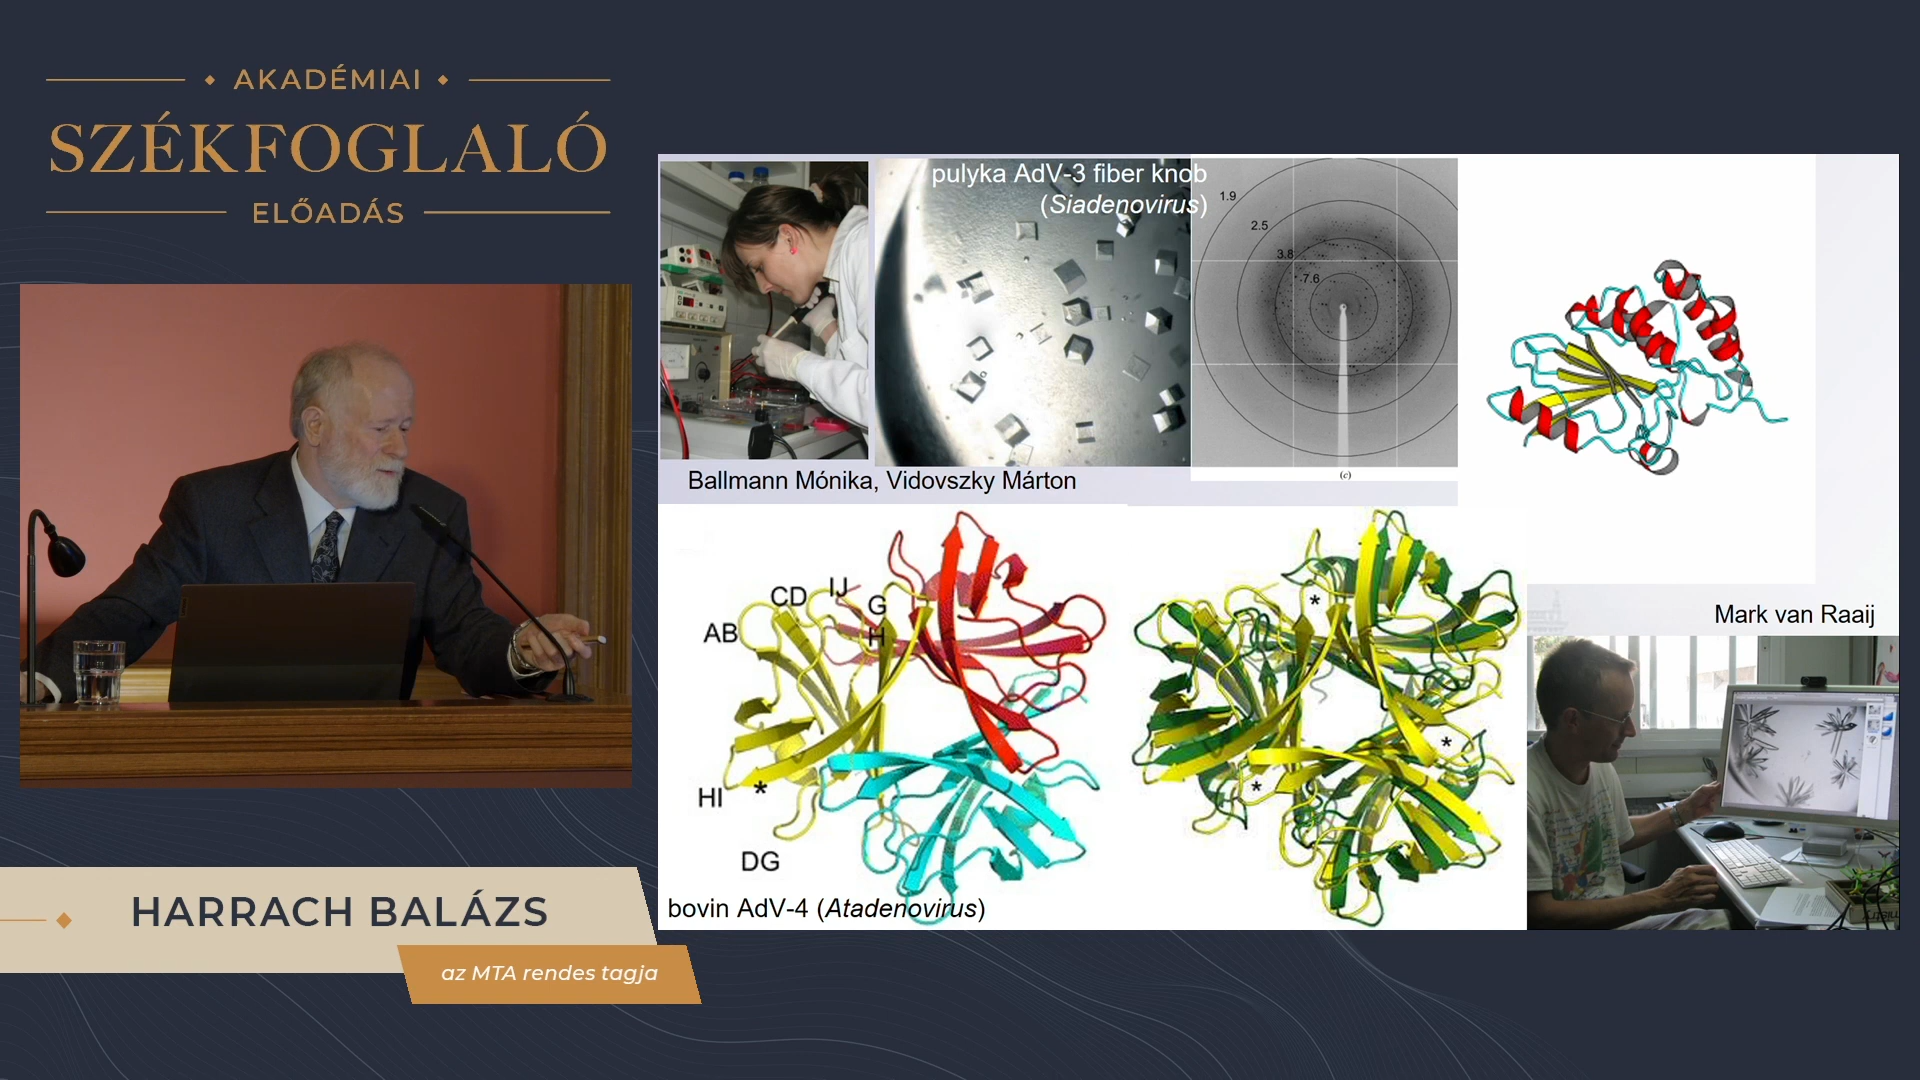 AKADÉMIAI
SZÉKFOGLALÓ
ELŐADÁS
HARRACH BALÁZS
az MTA rendes tagja
pulyka AdV-3 fiber knob
(Siadenovirus)
1.9
2.5
3.8
7.6
(c)
Ballmann Mónika, Vidovszky Márton
CD
IJ
G
H
AB
HI
*
DG
bovin AdV-4 (Atadenovirus)
*
*
*
Mark van Raaij